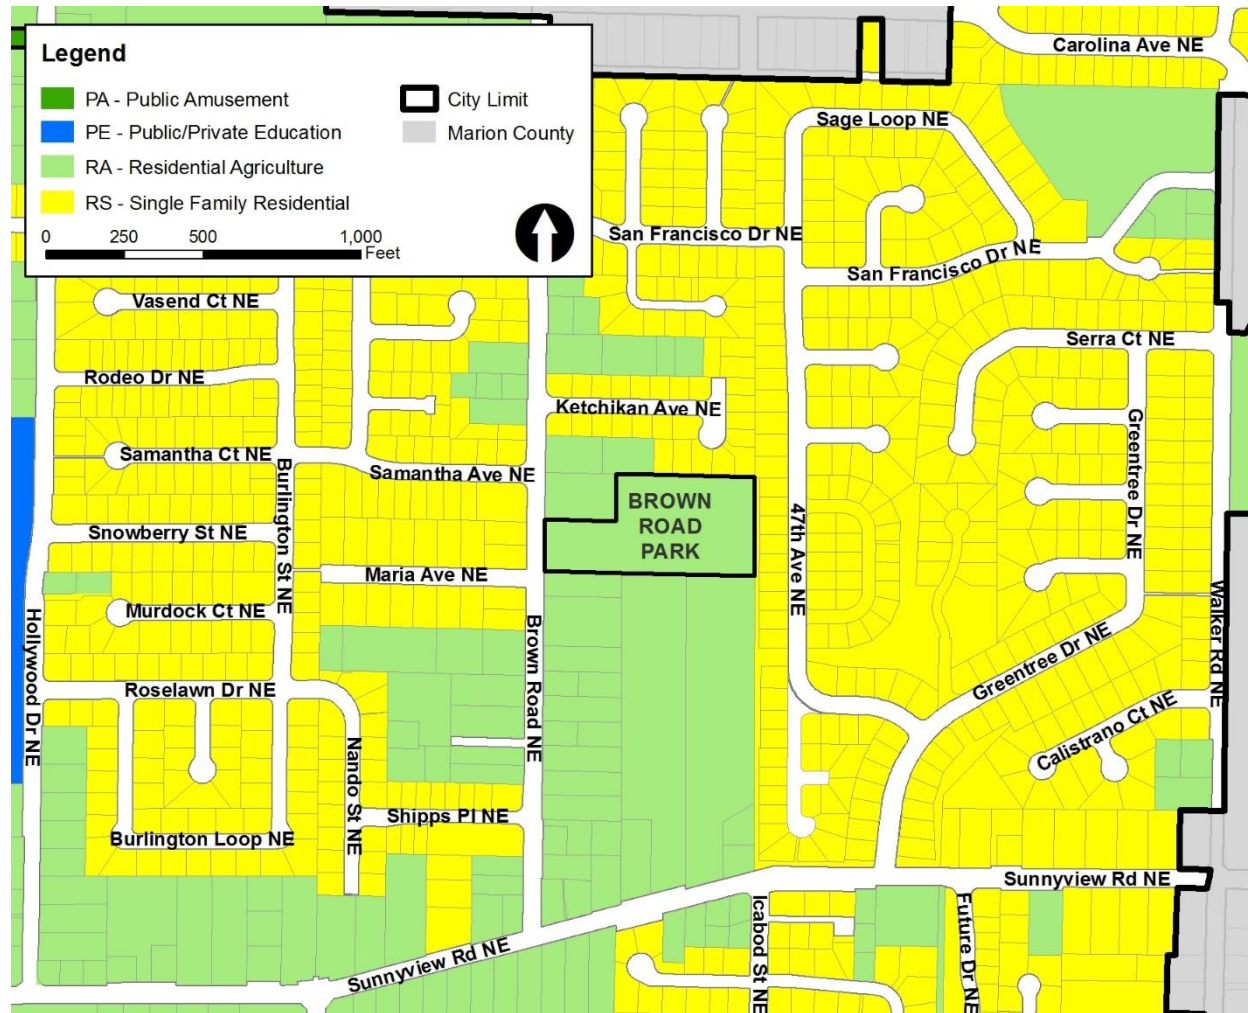 Legend
PA - Public Amusement
PE - Public/Private Education
RA - Residential Agriculture
RS - Single Family Residential
City Limit
Marion County
0 250 500 1,000
Feet
Carolina Ave NE
Sage Loop NE
San Francisco Dr NE
San Francisco Dr NE
Vasend Ct NE
Serra Ct NE
Rodeo Dr NE
Ketchikan Ave NE
Greentree Dr NE
Samantha Ct NE
Burlington St NE
Samantha Ave NE
BROWN
ROAD
PARK
47th Ave NE
Snowberry St NE
Maria Ave NE
Murdock Ct NE
Hollywood Dr NE
Brown Road NE
Walker Rd NE
Greentree Dr NE
Roselawn Dr NE
Calistrano Ct NE
Nando St NE
Shipps Pl NE
Burlington Loop NE
Sunnyview Rd NE
Sunnyview Rd NE
Icabod St NE
Future Dr NE